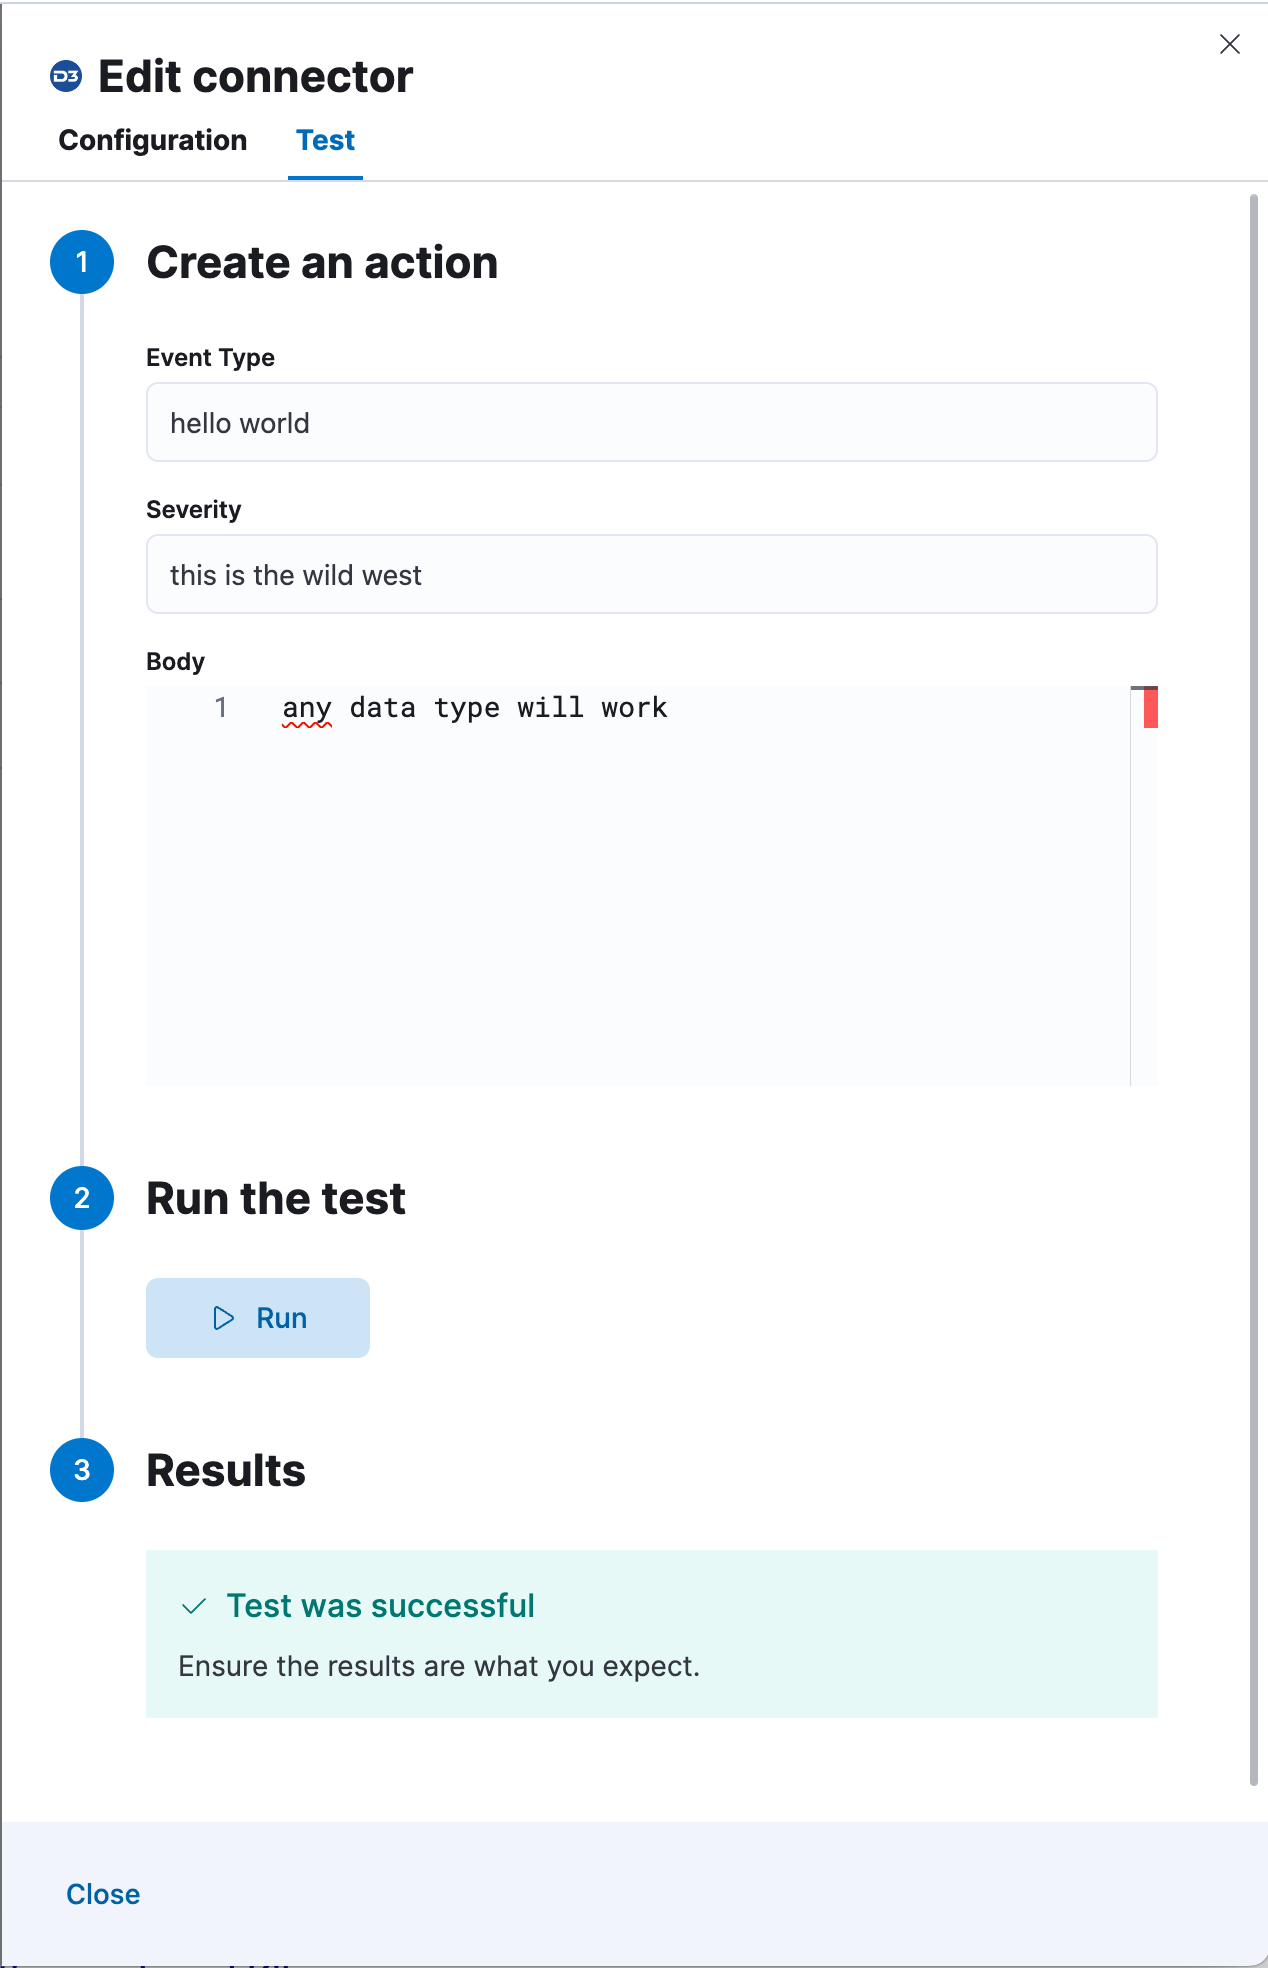 D3 Edit connector
Configuration Test
1 Create an action
Event Type
hello world
Severity
this is the wild west
Body
1 any data type will work
2 Run the test
Run
3 Results
Test was successful
Ensure the results are what you expect.
Close